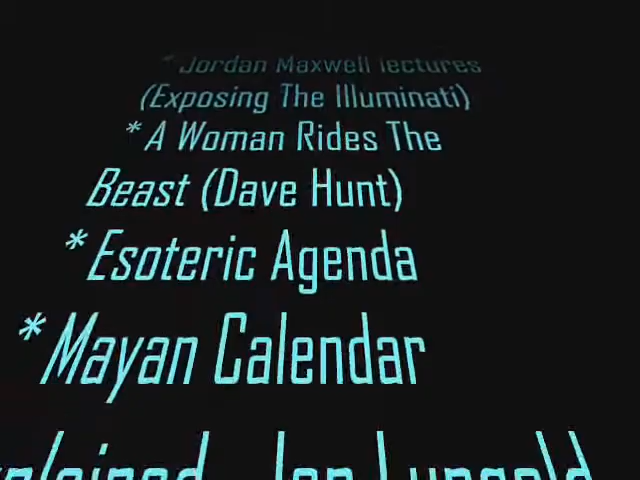 * Jordan Maxwell lectures
(Exposing The Illuminati)
* A Woman Rides The
Beast (Dave Hunt)
* Esoteric Agenda
* Mayan Calendar